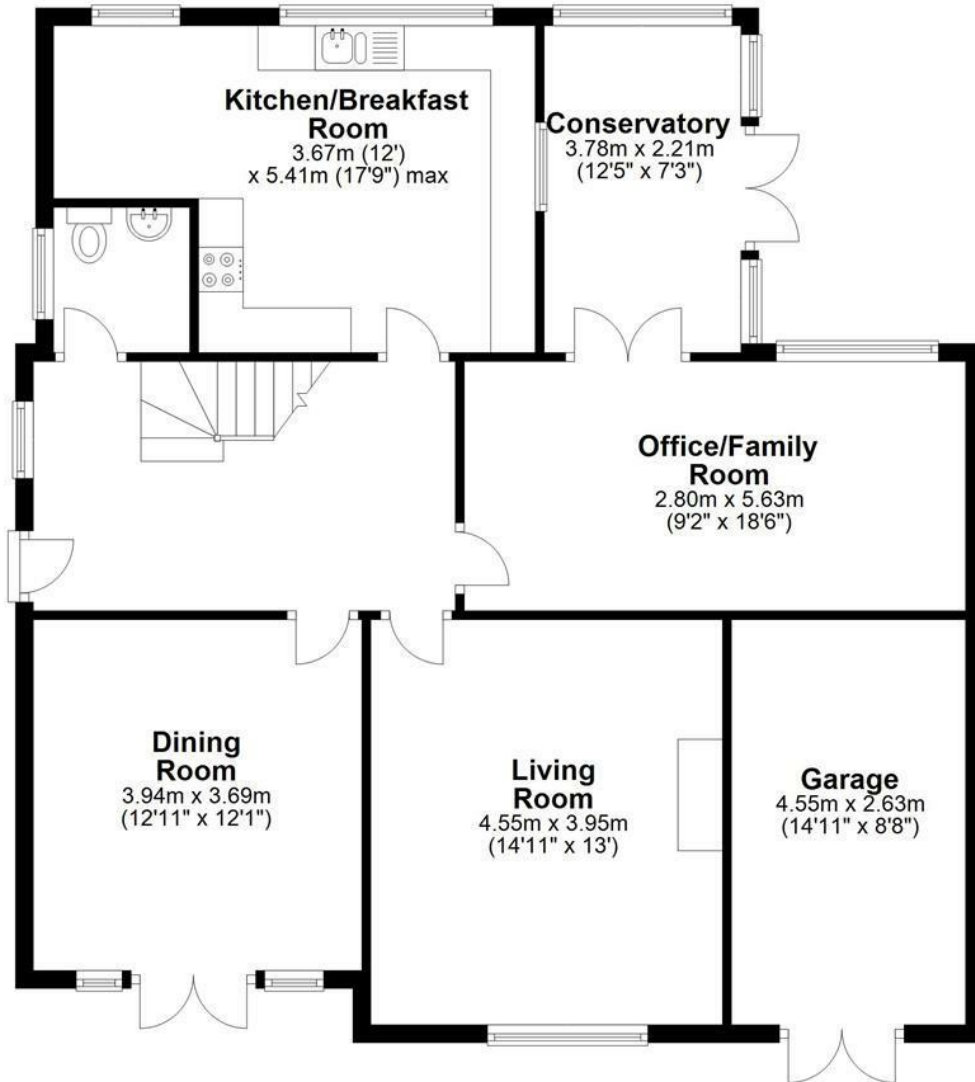 Kitchen/Breakfast
Room
3.67m (12')
x 5.41m (17'9") max
Conservatory
3.78m x 2.21m
(12'5" x 7'3")
Office/Family
Room
2.80m x 5.63m
(9'2" x 18'6")
Dining
Room
3.94m x 3.69m
(12'11" x 12'1")
Living
Room
4.55m x 3.95m
(14'11" x 13')
Garage
4.55m x 2.63m
(14'11" x 8'8")